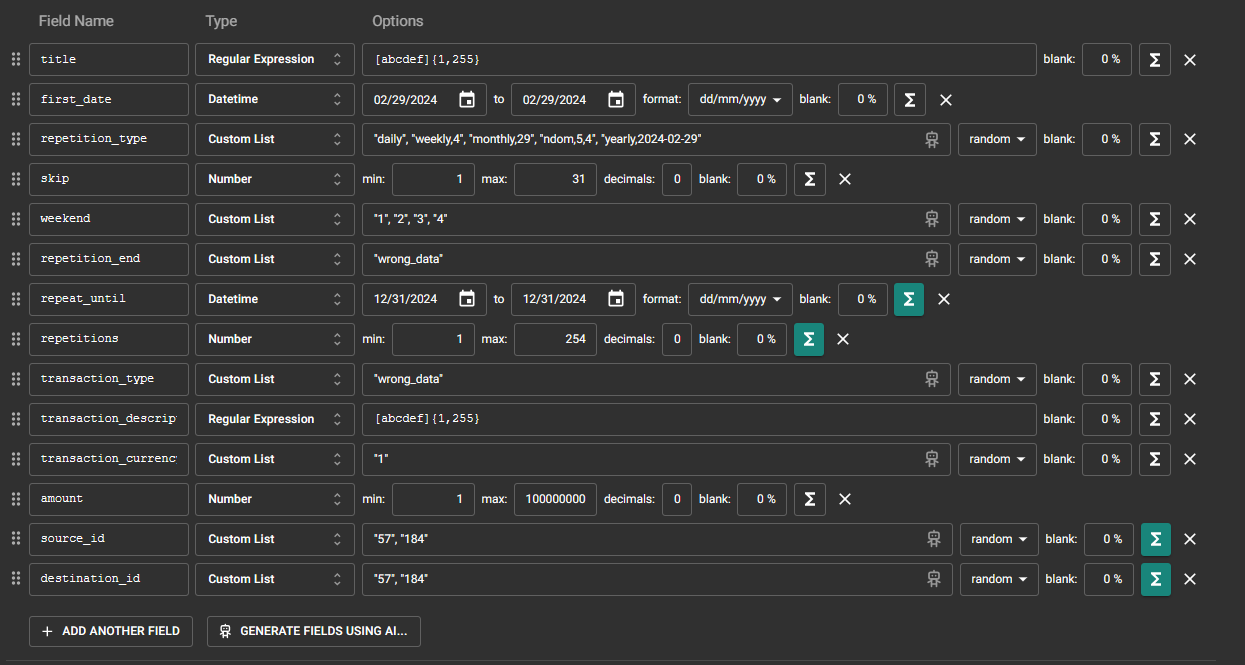 Field Name Type Options
title Regular Expression [abcdef]{1,255} blank: 0 % Σ
first_date Datetime 02/29/2024 to 02/29/2024 format: dd/mm/yyyy blank: 0 % Σ
repetition_type Custom List "daily", "weekly,4", "monthly,29", "ndom,5,4", "yearly,2024-02-29" random blank: 0 % Σ
skip Number min: 1 max: 31 decimals: 0 blank: 0 % Σ
weekend Custom List "1", "2", "3", "4" random blank: 0 % Σ
repetition_end Custom List "wrong_data" random blank: 0 % Σ
repeat_until Datetime 12/31/2024 to 12/31/2024 format: dd/mm/yyyy blank: 0 % Σ
repetitions Number min: 1 max: 254 decimals: 0 blank: 0 % Σ
transaction_type Custom List "wrong_data" random blank: 0 % Σ
transaction_descrip Regular Expression [abcdef]{1,255} blank: 0 % Σ
transaction_currenc Custom List "1" random blank: 0 % Σ
amount Number min: 1 max: 100000000 decimals: 0 blank: 0 % Σ
source_id Custom List "57", "184" random blank: 0 % Σ
destination_id Custom List "57", "184" random blank: 0 % Σ
+ ADD ANOTHER FIELD GENERATE FIELDS USING AI...